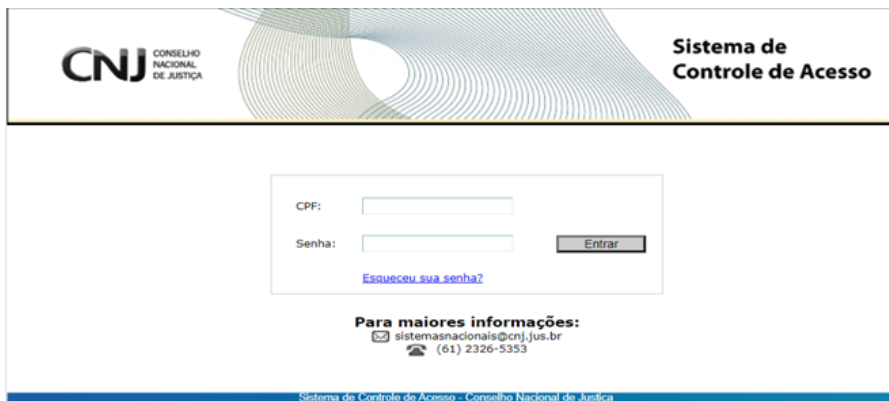 CNJ CONSELHO
NACIONAL
DE JUSTIÇA
Sistema de
Controle de Acesso
CPF:
Senha:
Entrar
Esqueceu sua senha?
Para maiores informações:
sistemasnacionais@cnj.jus.br
(61) 2326-5353
Sistema de Controle de Acesso - Conselho Nacional de Justiça